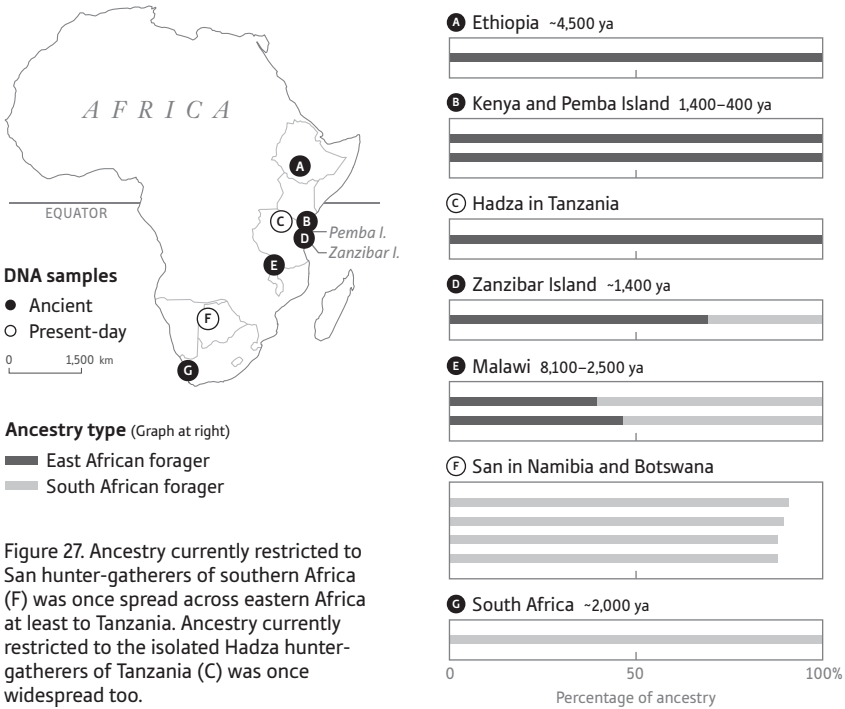 AFRICA
A
EQUATOR
C
B
D
Pemba I.
Zanzibar I.
E
F
G
DNA samples
Ancient
Present-day
0 1,500 km
Ancestry type (Graph at right)
East African forager
South African forager
Figure 27. Ancestry currently restricted to
San hunter-gatherers of southern Africa
(F) was once spread across eastern Africa
at least to Tanzania. Ancestry currently
restricted to the isolated Hadza hunter-
gatherers of Tanzania (C) was once
widespread too.
A Ethiopia ~4,500 ya
B Kenya and Pemba Island 1,400–400 ya
C Hadza in Tanzania
D Zanzibar Island ~1,400 ya
E Malawi 8,100–2,500 ya
F San in Namibia and Botswana
G South Africa ~2,000 ya
0 50 100%
Percentage of ancestry